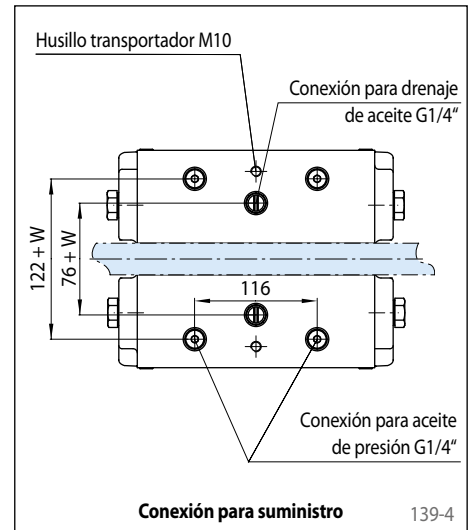 Husillo transportador M10
Conexión para drenaje
de aceite G1/4“
122 + W
76 + W
116
Conexión para aceite
de presión G1/4“
Conexión para suministro
139-4